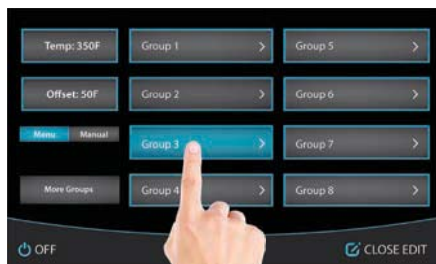 Temp: 350F
Group 1
Group 5
Offset: 50F
Group 2
Group 6
Menu
Manual
Group 3
Group 7
More Groups
Group 4
Group 8
OFF
CLOSE EDIT